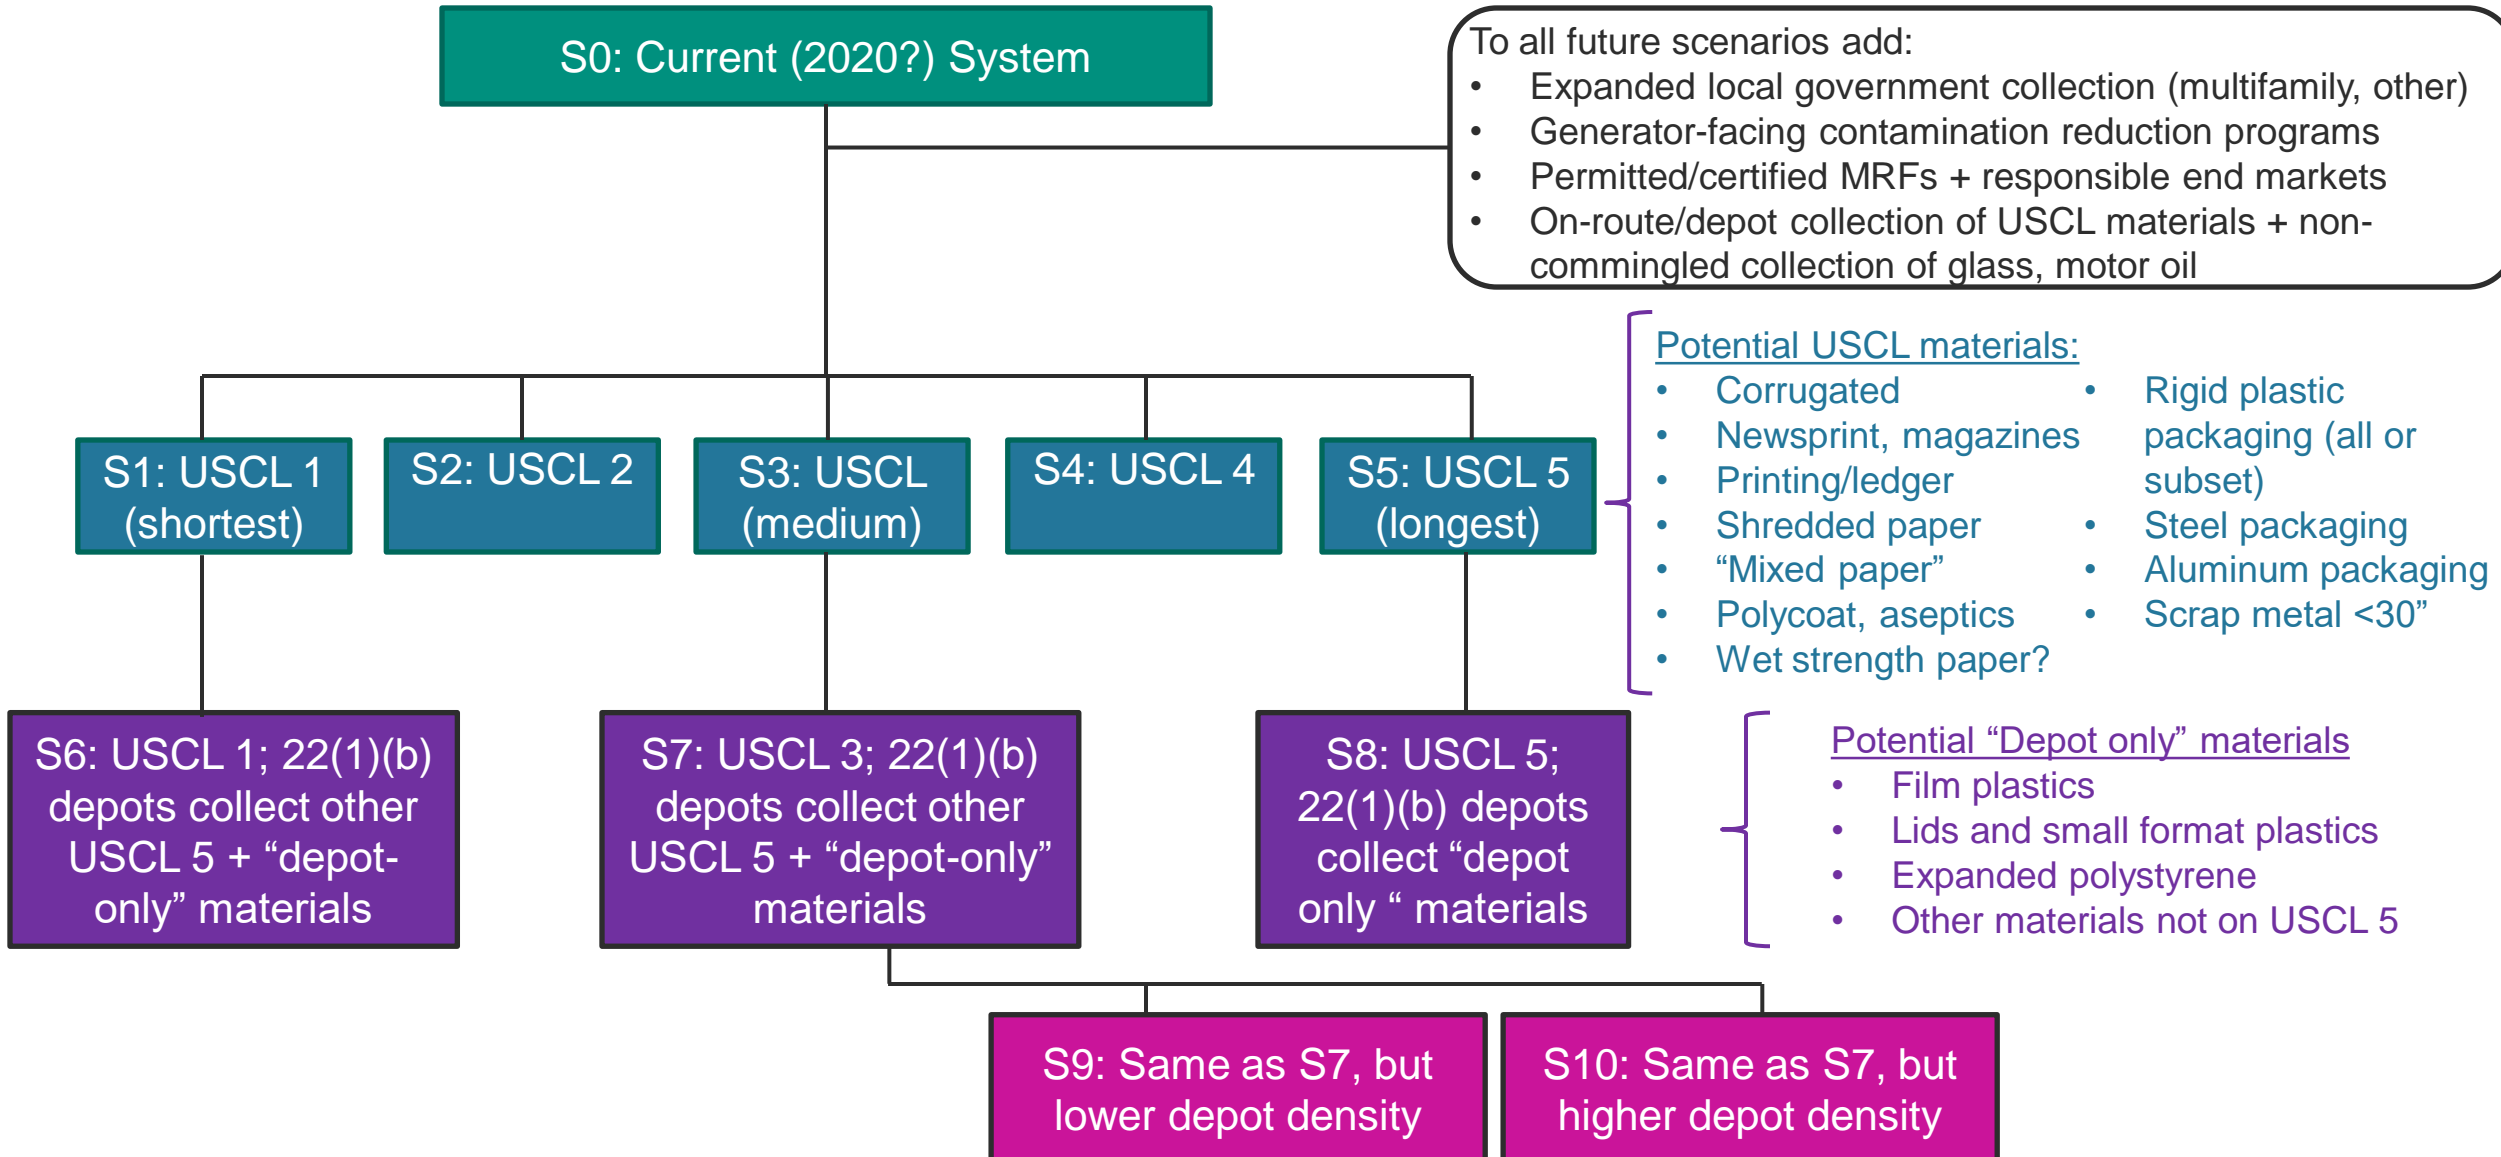 S0: Current (2020?) System
To all future scenarios add:
• Expanded local government collection (multifamily, other)
• Generator-facing contamination reduction programs
• Permitted/certified MRFs + responsible end markets
• On-route/depot collection of USCL materials + non-
commingled collection of glass, motor oil
S1: USCL 1
(shortest)
S2: USCL 2
S3: USCL
(medium)
S4: USCL 4
S5: USCL 5
(longest)
Potential USCL materials:
• Corrugated
• Newsprint, magazines
• Printing/ledger
• Shredded paper
• “Mixed paper”
• Polycoat, aseptics
• Wet strength paper?
• Rigid plastic
packaging (all or
subset)
• Steel packaging
• Aluminum packaging
• Scrap metal <30”
S6: USCL 1; 22(1)(b)
depots collect other
USCL 5 + “depot-
only” materials
S7: USCL 3; 22(1)(b)
depots collect other
USCL 5 + “depot-only”
materials
S8: USCL 5;
22(1)(b) depots
collect “depot
only “ materials
Potential “Depot only” materials
• Film plastics
• Lids and small format plastics
• Expanded polystyrene
• Other materials not on USCL 5
S9: Same as S7, but
lower depot density
S10: Same as S7, but
higher depot density